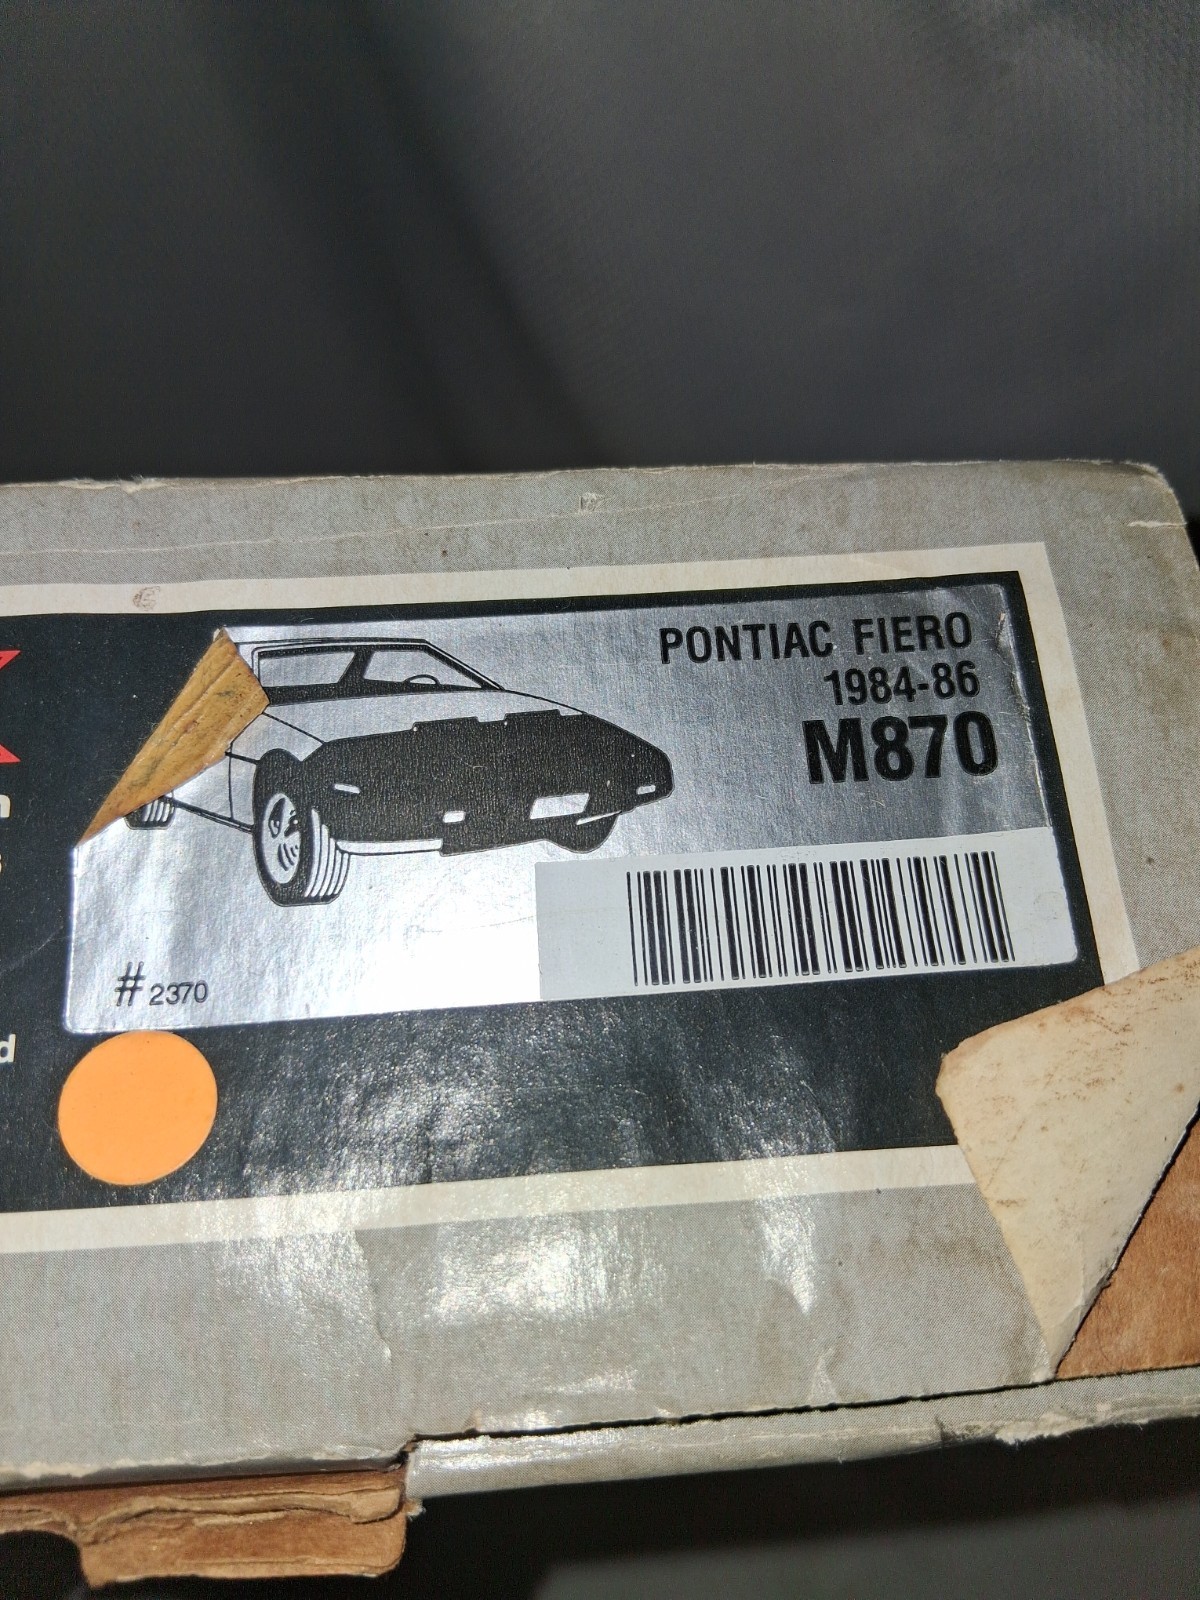 PONTIAC FIERO
1984-86
M870
# 2370